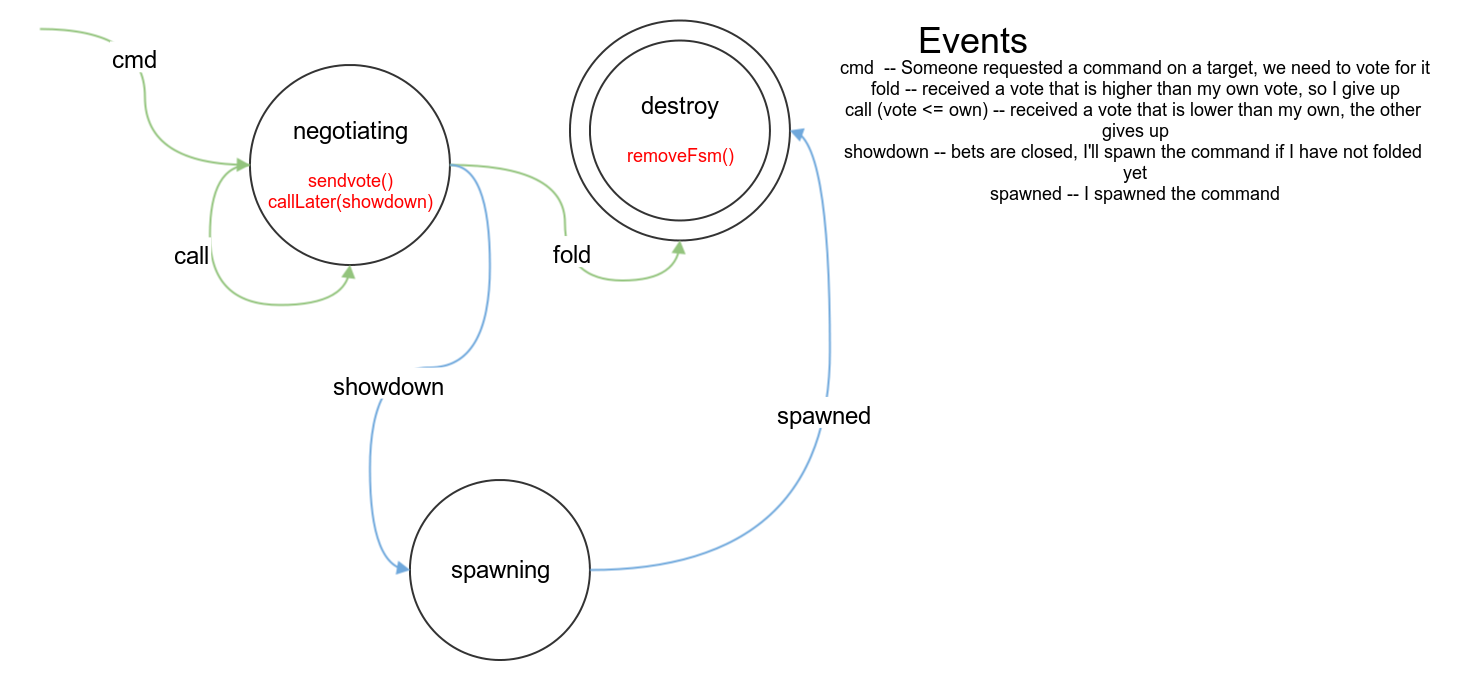 cmd
negotiating
sendvote()
callLater(showdown)
call
destroy
removeFsm()
fold
showdown
spawned
spawning
Events
cmd  -- Someone requested a command on a target, we need to vote for it
fold -- received a vote that is higher than my own vote, so I give up
call (vote <= own) -- received a vote that is lower than my own, the other
gives up
showdown -- bets are closed, I'll spawn the command if I have not folded
yet
spawned -- I spawned the command